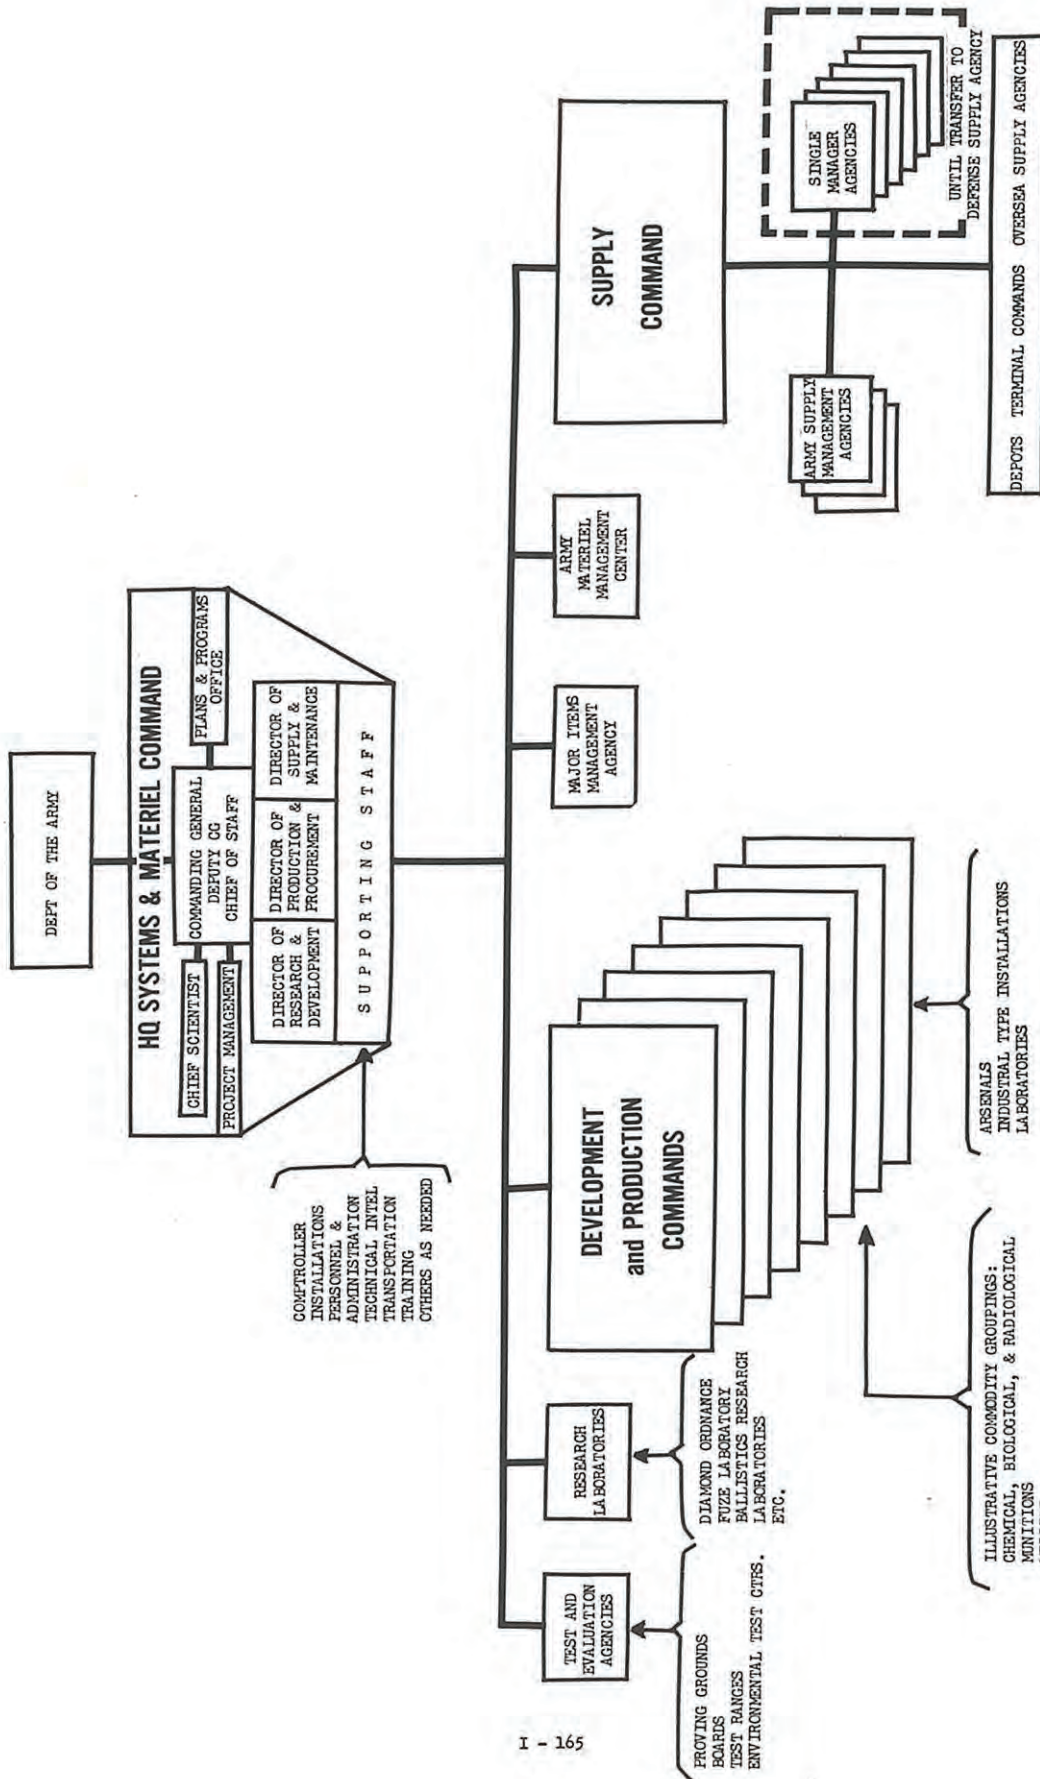 DEPT OF THE ARMY
HQ SYSTEMS & MATERIEL COMMAND
CHIEF SCIENTIST
PROJECT MANAGEMENT
COMMANDING GENERAL
DEPUTY CG
CHIEF OF STAFF
PLANS & PROGRAMS
OFFICE
DIRECTOR OF
RESEARCH &
DEVELOPMENT
DIRECTOR OF
PRODUCTION &
PROCUREMENT
DIRECTOR OF
SUPPLY &
MAINTENANCE
SUPPORTING STAFF
COMPTROLLER
INSTALLATIONS
PERSONNEL &
ADMINISTRATION
TECHNICAL INTEL
TRANSPORTATION
TRAINING
OTHERS AS NEEDED
TEST AND
EVALUATION
AGENCIES
RESEARCH
LABORATORIES
DEVELOPMENT
and PRODUCTION
COMMANDS
MAJOR ITEMS
MANAGEMENT
AGENCY
ARMY
MATERIEL
MANAGEMENT
CENTER
SUPPLY
COMMAND
PROVING GROUNDS
BOARDS
TEST RANGES
ENVIRONMENTAL TEST CTRS.
DIAMOND ORDNANCE
FUZE LABORATORY
BALLISTICS RESEARCH
LABORATORIES
ETC.
ARMY SUPPLY
MANAGEMENT
AGENCIES
SINGLE
MANAGER
AGENCIES
UNTIL TRANSFER TO
DEFENSE SUPPLY AGENCY
ILLUSTRATIVE COMMODITY GROUPINGS:
CHEMICAL, BIOLOGICAL, & RADIOLOGICAL
MUNITIONS
ARSENALS
INDUSTRAL TYPE INSTALLATIONS
LABORATORIES
DEPOTS TERMINAL COMMANDS OVERSEA SUPPLY AGENCIES
I - 165